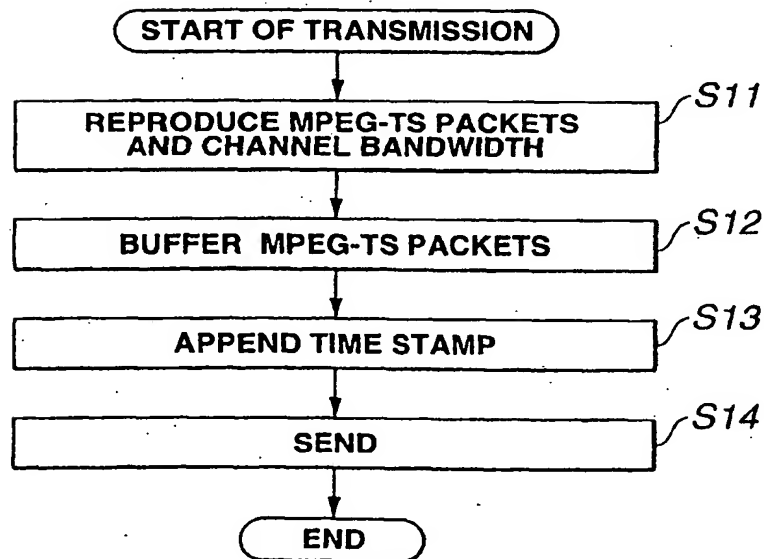 START OF TRANSMISSION
S11
REPRODUCE MPEG-TS PACKETS
AND CHANNEL BANDWIDTH
S12
BUFFER MPEG-TS PACKETS
S13
APPEND TIME STAMP
S14
SEND
END